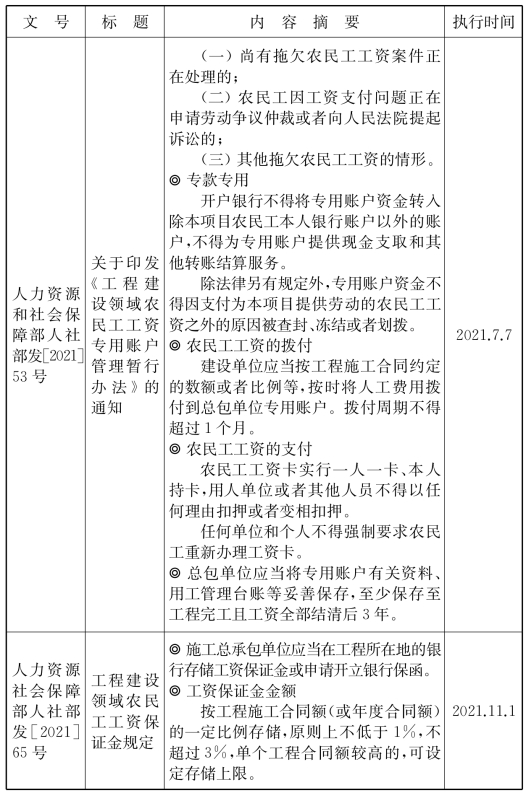 文 号
标 题
内 容 摘 要
执行时间
人力资源
和社会保
障部人社
部发[2021]
53 号
关于印发
《工程建
设领域农
民工工资
专用账户
管理暂行
办法》的
通知
（一）尚有拖欠农民工工资案件正
在处理的;
（二）农民工因工资支付问题正在
申请劳动争议仲裁或者向人民法院提起
诉讼的;
（三）其他拖欠农民工工资的情形。
◎ 专款专用
开户银行不得将专用账户资金转入
除本项目农民工本人银行账户以外的账
户,不得为专用账户提供现金支取和其
他转账结算服务。
除法律另有规定外,专用账户资金不
得因支付为本项目提供劳动的农民工工
资之外的原因被查封、冻结或者划拨。
◎ 农民工工资的拨付
建设单位应当按工程施工合同约定
的数额或者比例等,按时将人工费用拨
付到总包单位专用账户。拨付周期不得
超过 1 个月。
◎ 农民工工资的支付
农民工工资卡实行一人一卡、本人
持卡,用人单位或者其他人员不得以任
何理由扣押或者变相扣押。
任何单位和个人不得强制要求农民
工重新办理工资卡。
◎ 总包单位应当将专用账户有关资料、
用工管理台账等妥善保存,至少保存至
工程完工且工资全部结清后 3 年。
2021.7.7
人力资源
社会保障
部人社部
发[2021]
65 号
工程建设
领域农民
工工资保
证金规定
◎ 施工总承包单位应当在工程所在地的银
行存储工资保证金或申请开立银行保函。
◎ 工资保证金金额
按工程施工合同额(或年度合同额)
的一定比例存储,原则上不低于 1%,不
超过 3%,单个工程合同额较高的,可设
定存储上限。
2021.11.1